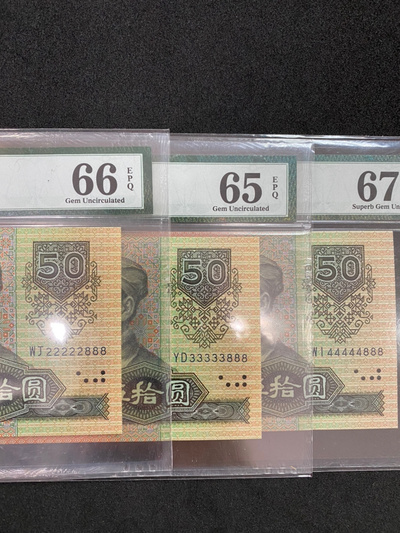 66 EPQ
Gem Uncirculated
50
WJ22222888
拾圆
65 EPQ
Gem Uncirculated
50
YD33333888
拾圆
67
Superb Gem Un
50
WI44444888
拾圆